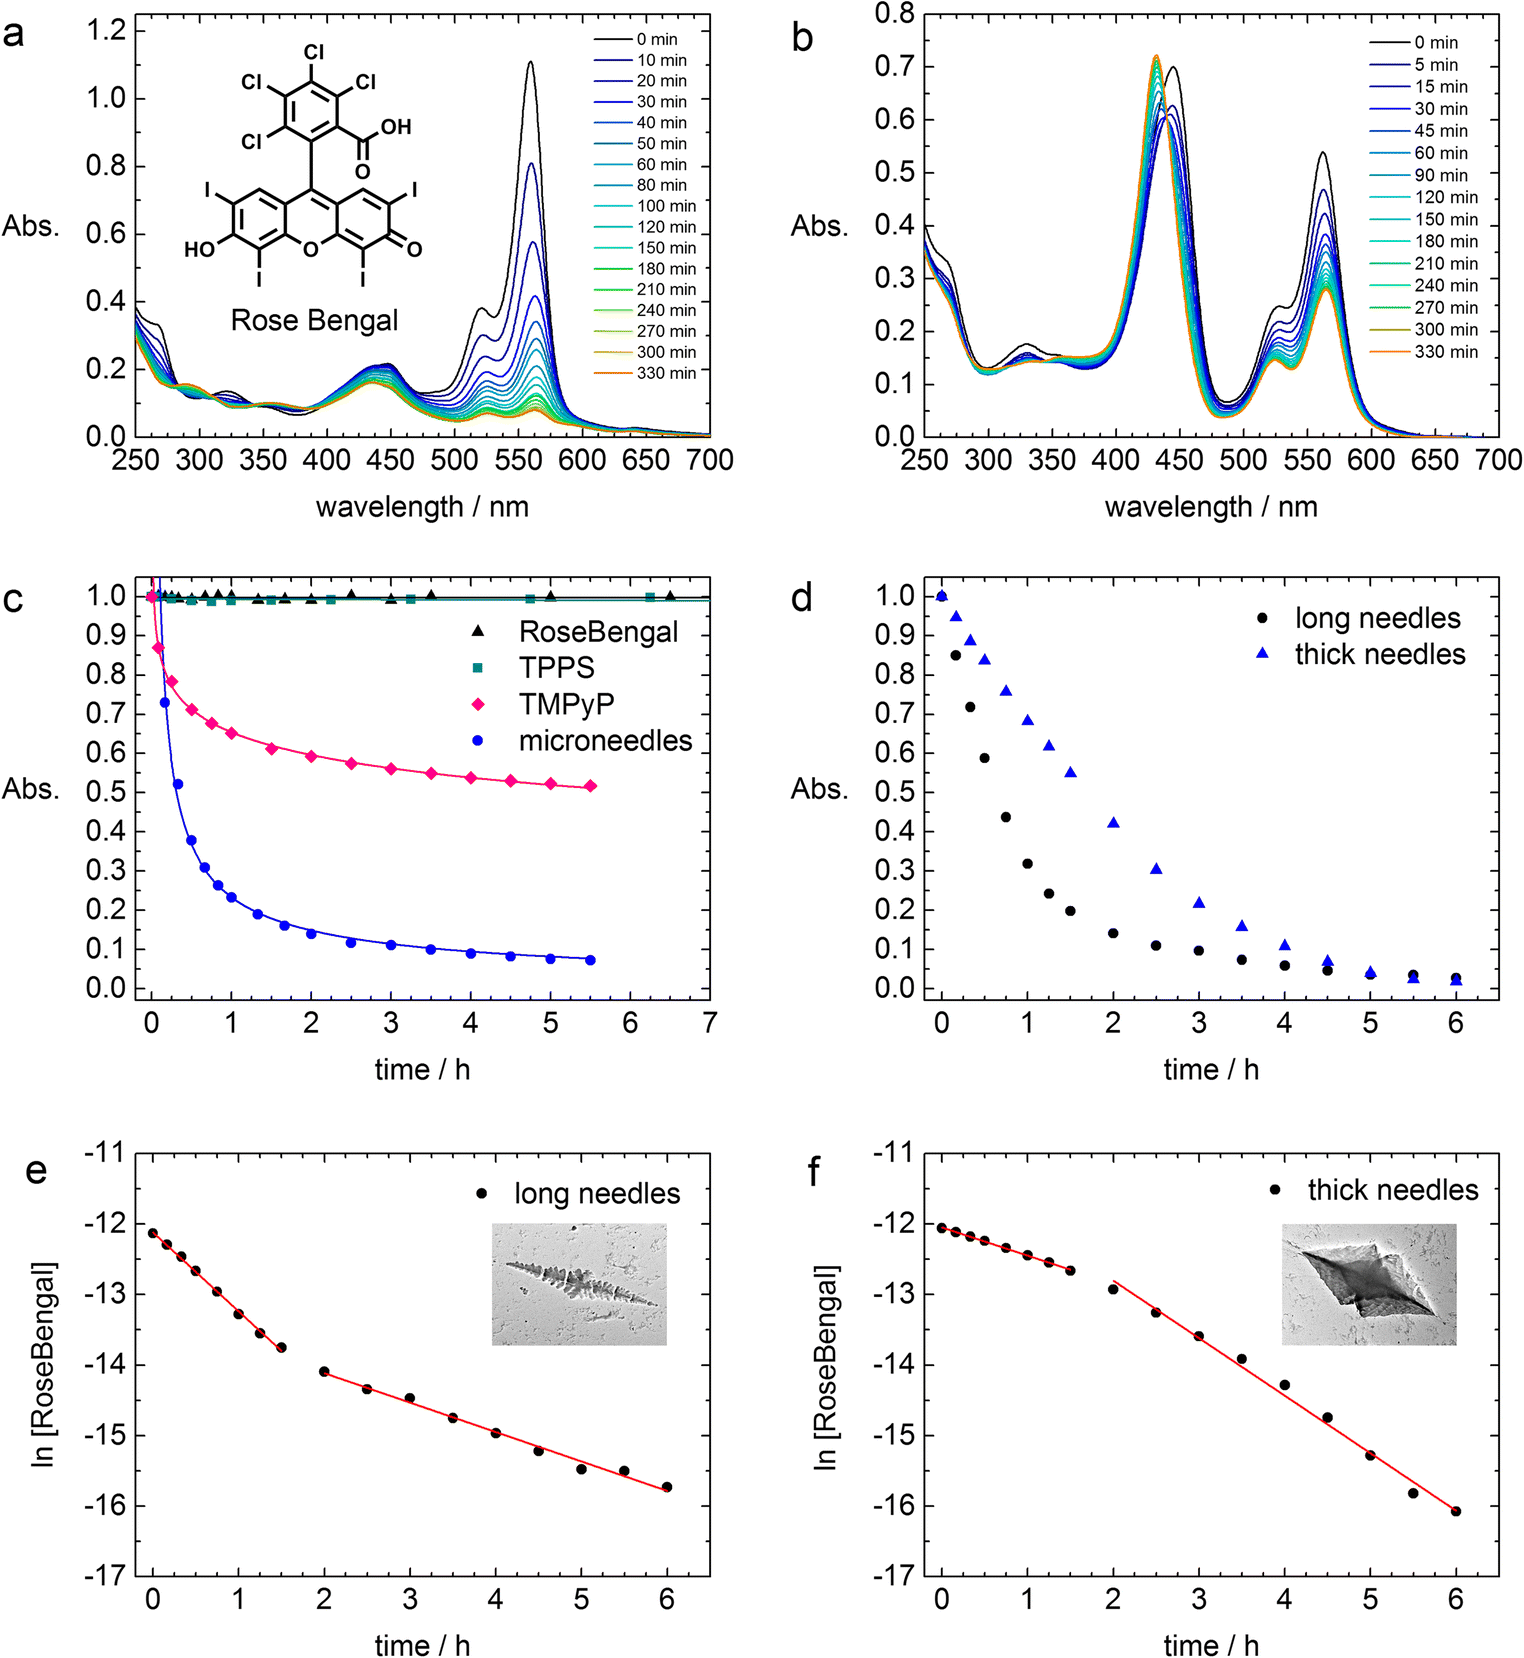 a
1.2
1.0
0.8
0.6
0.4
0.2
0.0
Abs.
250 300 350 400 450 500 550 600 650 700
wavelength / nm
Cl
Cl Cl
Cl
OH
O
I I
HO O O
I I
Rose Bengal
0 min
10 min
20 min
30 min
40 min
50 min
60 min
80 min
100 min
120 min
150 min
180 min
210 min
240 min
270 min
300 min
330 min
b
0.8
0.7
0.6
0.5
0.4
0.3
0.2
0.1
0.0
Abs.
250 300 350 400 450 500 550 600 650 700
wavelength / nm
0 min
5 min
15 min
30 min
45 min
60 min
90 min
120 min
150 min
180 min
210 min
240 min
270 min
300 min
330 min
c
1.0
0.9
0.8
0.7
0.6
0.5
0.4
0.3
0.2
0.1
0.0
Abs.
RoseBengal
TPPS
TMPyP
microneedles
0 1 2 3 4 5 6 7
time / h
d
1.0
0.9
0.8
0.7
0.6
0.5
0.4
0.3
0.2
0.1
0.0
Abs.
long needles
thick needles
0 1 2 3 4 5 6
time / h
e
-11
-12
-13
-14
-15
-16
-17
ln [RoseBengal]
long needles
0 1 2 3 4 5 6
time / h
f
-11
-12
-13
-14
-15
-16
-17
ln [RoseBengal]
thick needles
0 1 2 3 4 5 6
time / h